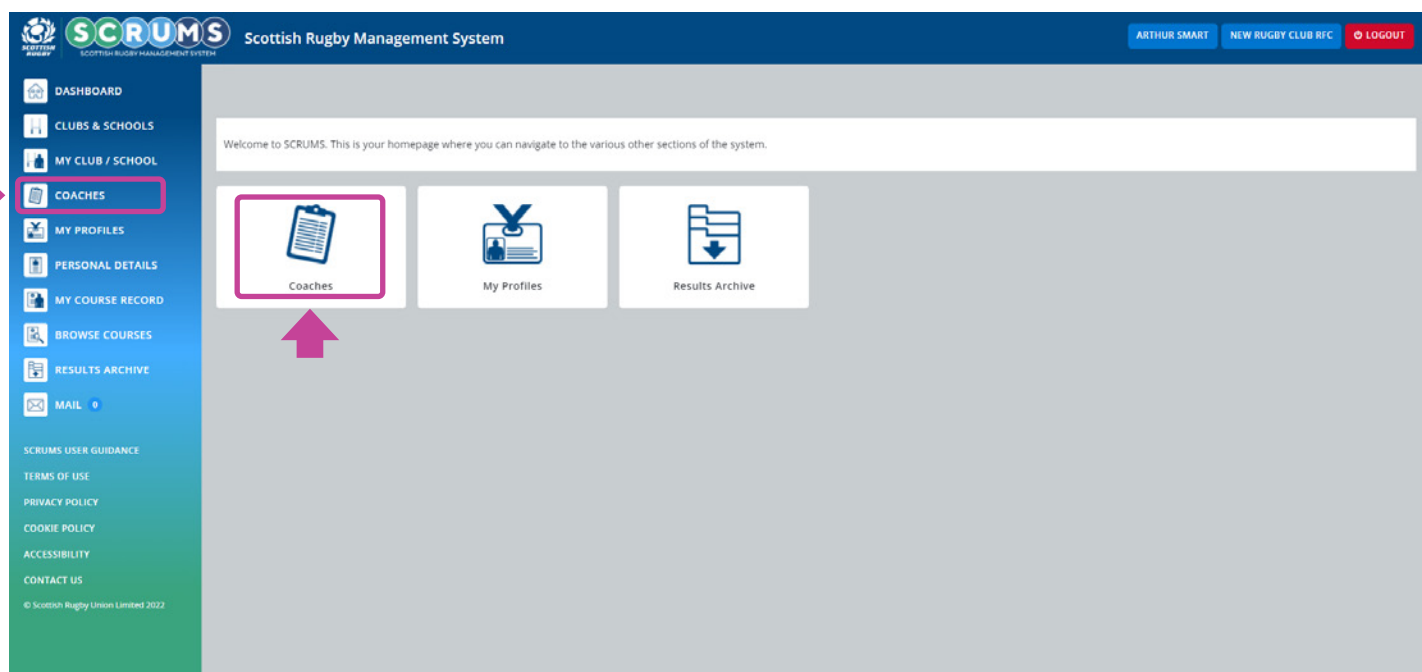 SCOTTISH
RUGBY
SCRUMS
SCOTTISH RUGBY MANAGEMENT SYSTEM
Scottish Rugby Management System
ARTHUR SMART
NEW RUGBY CLUB RFC
LOGOUT
DASHBOARD
CLUBS & SCHOOLS
MY CLUB / SCHOOL
COACHES
MY PROFILES
PERSONAL DETAILS
MY COURSE RECORD
BROWSE COURSES
RESULTS ARCHIVE
MAIL 0
SCRUMS USER GUIDANCE
TERMS OF USE
PRIVACY POLICY
COOKIE POLICY
ACCESSIBILITY
CONTACT US
© Scottish Rugby Union Limited 2022
Welcome to SCRUMS. This is your homepage where you can navigate to the various other sections of the system.
Coaches
My Profiles
Results Archive